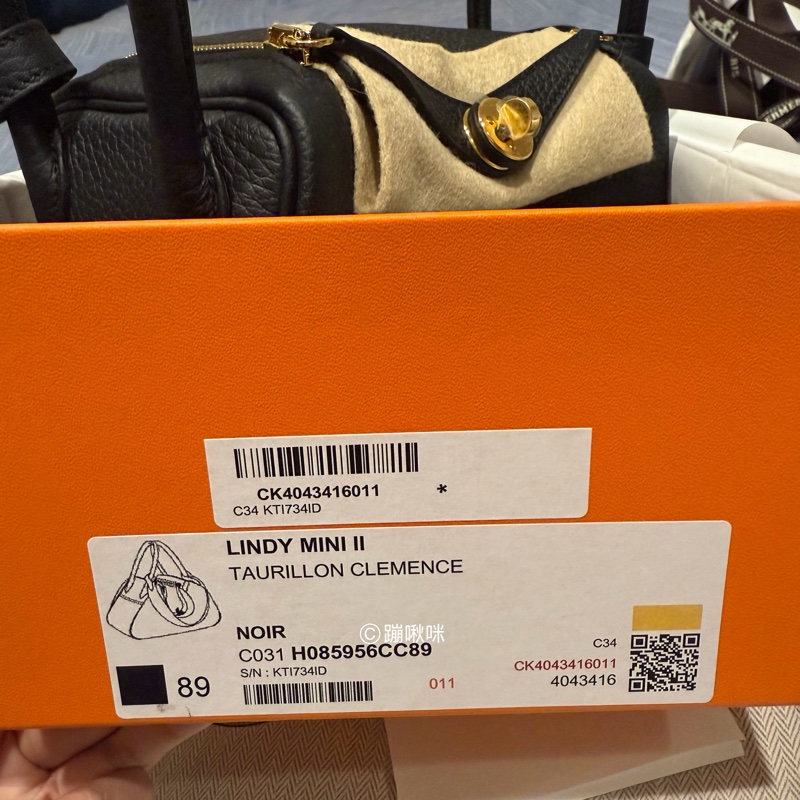 CK4043416011 *
C34 KTI734ID
LINDY MINI II
TAURILLON CLEMENCE
NOIR
©蹦啾咪
C031 H085956CC89
S/N : KTI734ID
89
011
C34
CK4043416011
4043416